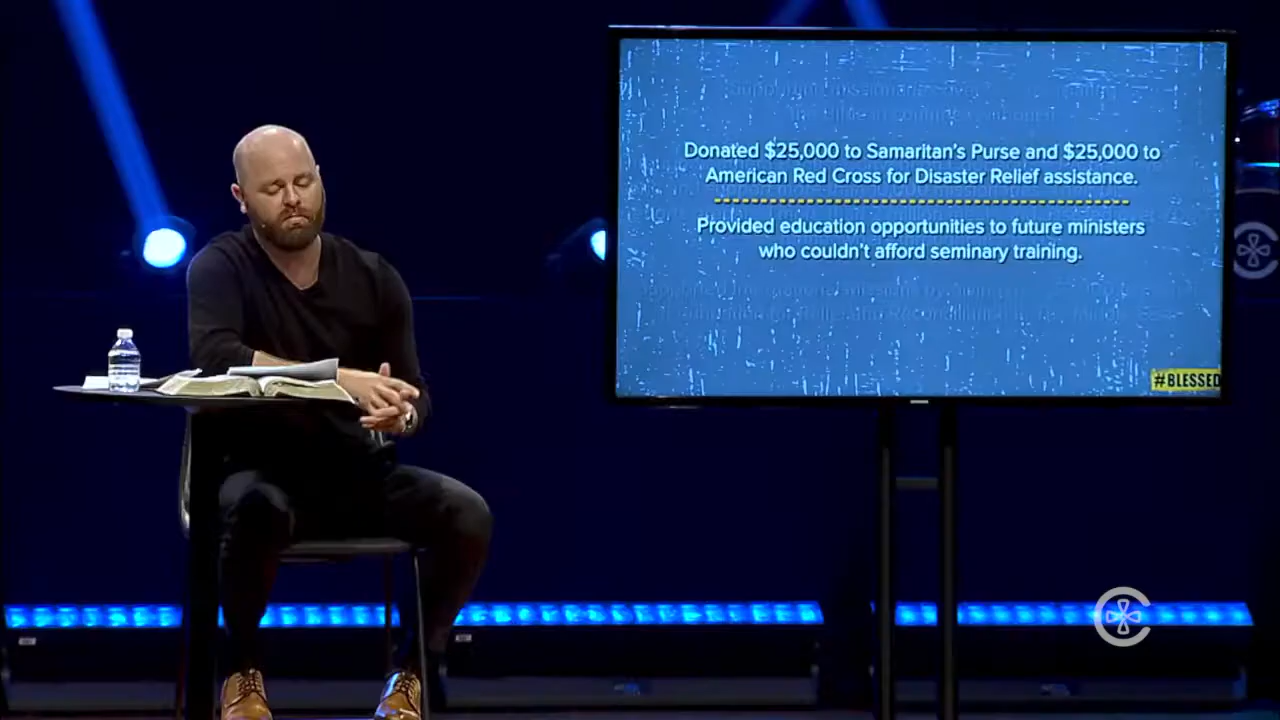 Donated $25,000 to Samaritan's Purse and $25,000 to
American Red Cross for Disaster Relief assistance.
Provided education opportunities to future ministers
who couldn't afford seminary training.
#BLESSED